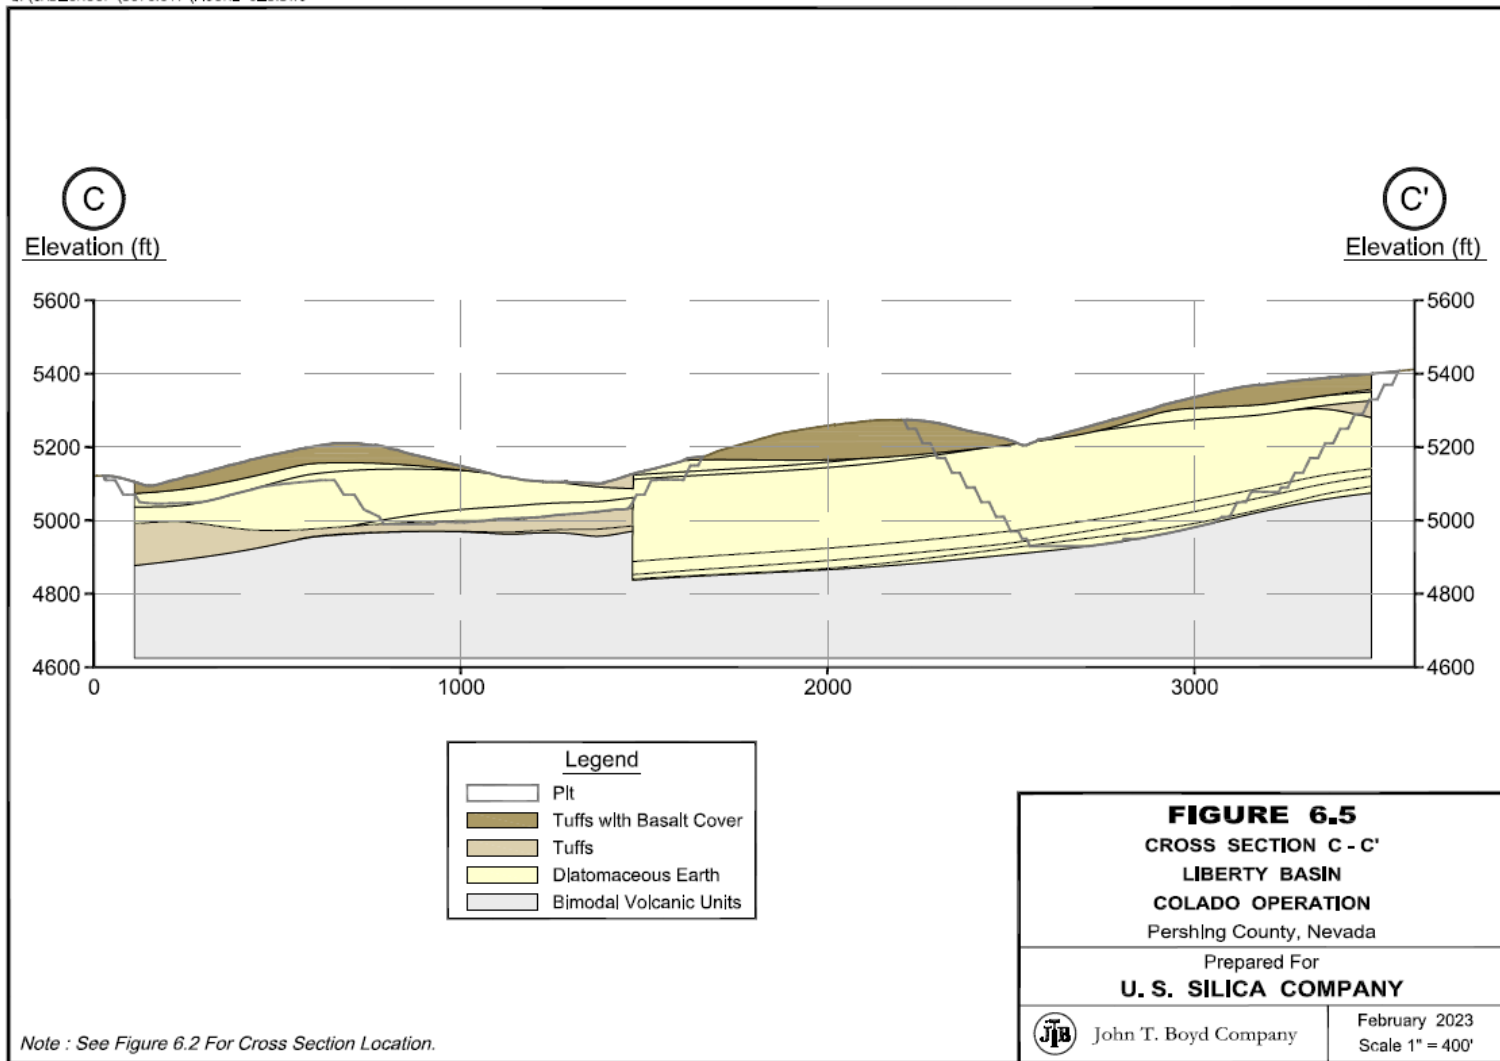 C
C'
Elevation (ft)
Elevation (ft)
5600
5600
5400
5400
5200
5200
5000
5000
4800
4800
4600
4600
0
1000
2000
3000
Legend
Pit
Tuffs with Basalt Cover
Tuffs
Diatomaceous Earth
Bimodal Volcanic Units
FIGURE 6.5
CROSS SECTION C - C'
LIBERTY BASIN
COLADO OPERATION
Pershing County, Nevada
Prepared For
U. S. SILICA COMPANY
JTB
John T. Boyd Company
February 2023
Scale 1" = 400'
Note : See Figure 6.2 For Cross Section Location.